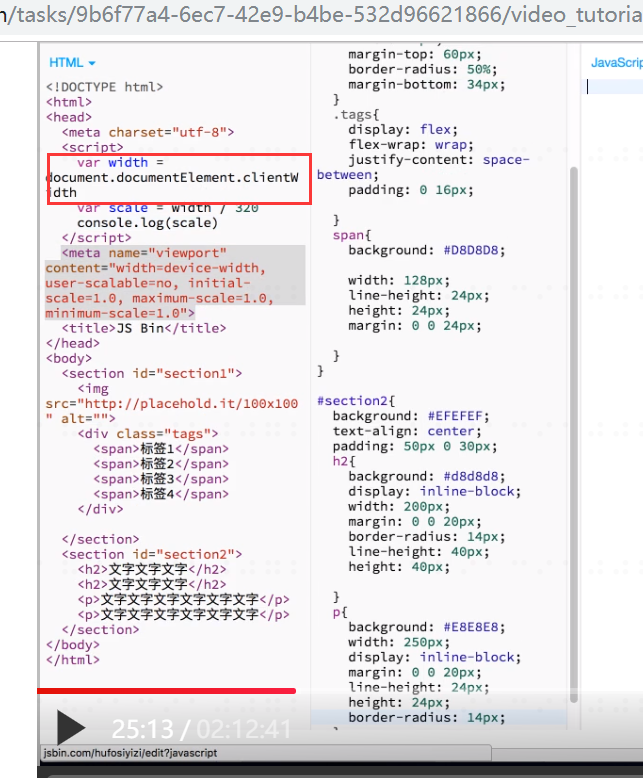 n/tasks/9b6f77a4-6ec7-42e9-b4be-532d96621866/video_tutoria
HTML
<!DOCTYPE html>
<html>
<head>
<meta charset="utf-8">
<script>
var width =
document.documentElement.clientW
idth
var scale = width / 320
console.log(scale)
</script>
<meta name="viewport"
content="width=device-width,
user-scalable=no, initial-
scale=1.0, maximum-scale=1.0,
minimum-scale=1.0">
<title>JS Bin</title>
</head>
<body>
<section id="section1">
<img
src="http://placehold.it/100x100
" alt="">
<div class="tags">
<span>标签1</span>
<span>标签2</span>
<span>标签3</span>
<span>标签4</span>
</div>
</section>
<section id="section2">
<h2>文字文字文字</h2>
<h2>文字文字文字</h2>
<p>文字文字文字文字文字文字</p>
<p>文字文字文字文字文字文字</p>
</section>
</body>
</html>
margin-top: 60px;
border-radius: 50%;
margin-bottom: 34px;
}
.tags{
display: flex;
flex-wrap: wrap;
justify-content: space-
between;
padding: 0 16px;
}
span{
background: #D8D8D8;
width: 128px;
line-height: 24px;
height: 24px;
margin: 0 0 24px;
}
}
#section2{
background: #EFEFEF;
text-align: center;
padding: 50px 0 30px;
h2{
background: #d8d8d8;
display: inline-block;
width: 200px;
margin: 0 0 20px;
border-radius: 14px;
line-height: 40px;
height: 40px;
}
p{
background: #E8E8E8;
width: 250px;
display: inline-block;
margin: 0 0 20px;
line-height: 24px;
height: 24px;
border-radius: 14px;
JavaScrip
25:13 / 02:12:41
jsbin.com/hufosiyizi/edit?javascript